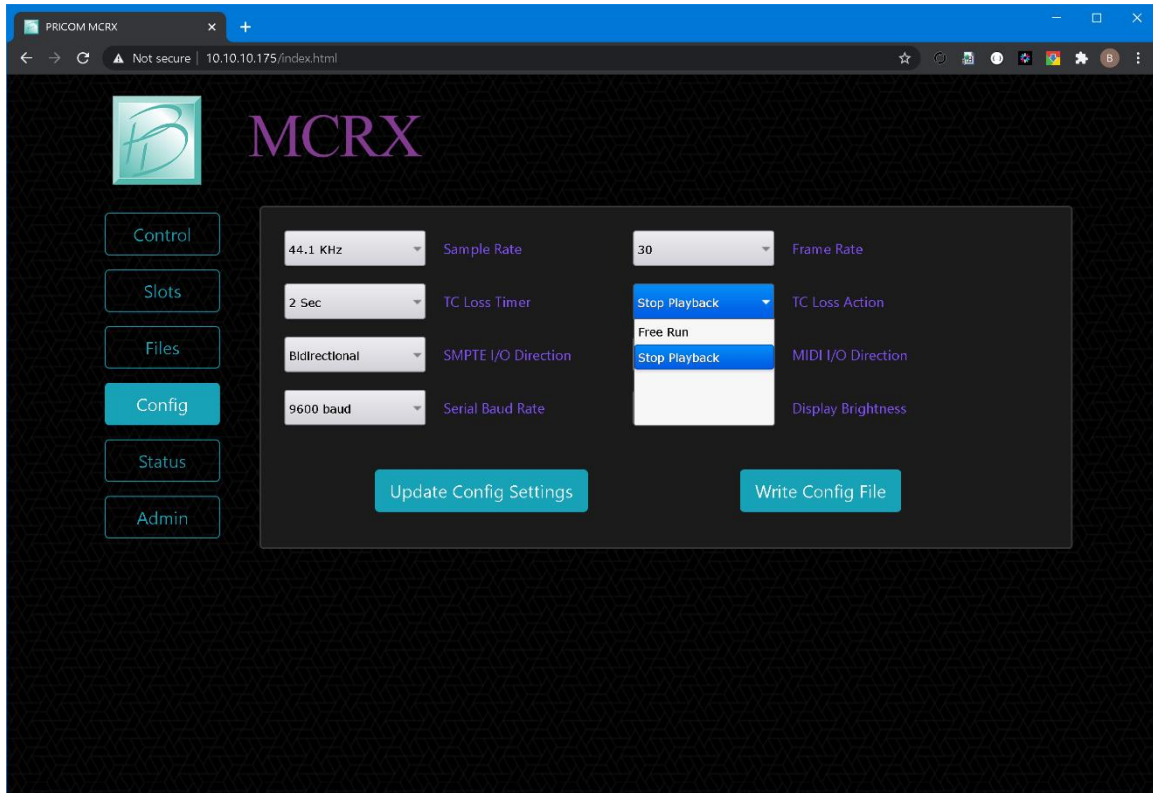 PRICOM MCRX
Not secure | 10.10.10.175/index.html
B
MCRX
Control
Slots
Files
Config
Status
Admin
44.1 KHz Sample Rate 30 Frame Rate
2 Sec TC Loss Timer Stop Playback TC Loss Action
Free Run
Stop Playback
Bidirectional SMPTE I/O Direction MIDI I/O Direction
9600 baud Serial Baud Rate Display Brightness
Update Config Settings Write Config File